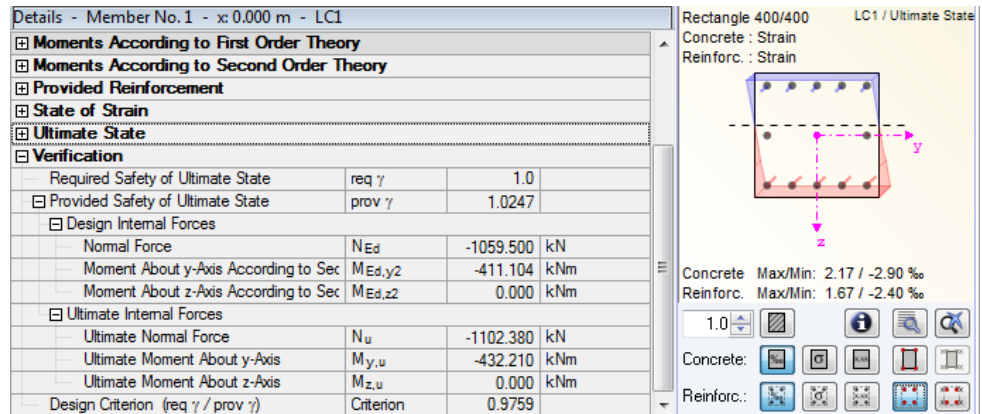 Details - Member No. 1 - x: 0.000 m - LC1
Moments According to First Order Theory
Moments According to Second Order Theory
Provided Reinforcement
State of Strain
Ultimate State
Verification
Required Safety of Ultimate State req γ 1.0
Provided Safety of Ultimate State prov γ 1.0247
Design Internal Forces
Normal Force NEd -1059.500 kN
Moment About y-Axis According to Sec MEd,y2 -411.104 kNm
Moment About z-Axis According to Sec MEd,z2 0.000 kNm
Ultimate Internal Forces
Ultimate Normal Force Nu -1102.380 kN
Ultimate Moment About y-Axis My,u -432.210 kNm
Ultimate Moment About z-Axis Mz,u 0.000 kNm
Design Criterion (req γ / prov γ) Criterion 0.9759
Rectangle 400/400 LC1 / Ultimate State
Concrete : Strain
Reinforc. : Strain
y
z
Concrete Max/Min: 2.17 / -2.90 ‰
Reinforc. Max/Min: 1.67 / -2.40 ‰
1.0
Concrete: ‰ σ
Reinforc.: σ